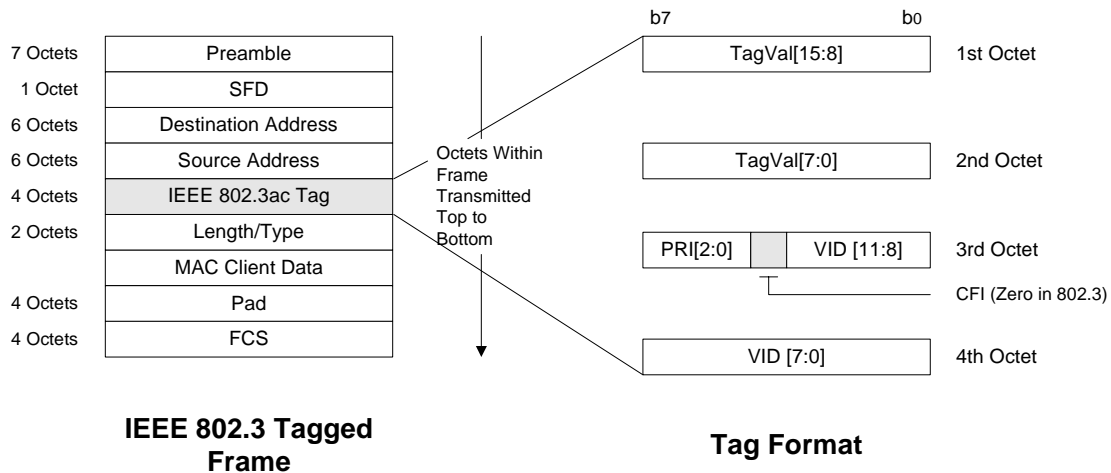 7 Octets
Preamble
1 Octet
SFD
6 Octets
Destination Address
6 Octets
Source Address
4 Octets
IEEE 802.3ac Tag
2 Octets
Length/Type
MAC Client Data
4 Octets
Pad
4 Octets
FCS
Octets Within
Frame
Transmitted
Top to
Bottom
IEEE 802.3 Tagged
Frame
b7
b0
TagVal[15:8]
1st Octet
TagVal[7:0]
2nd Octet
PRI[2:0]
VID [11:8]
3rd Octet
CFI (Zero in 802.3)
VID [7:0]
4th Octet
Tag Format